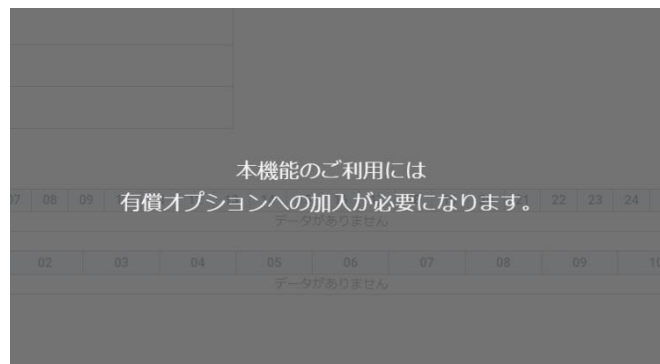 本機能のご利用には
有償オプションへの加入が必要になります。
07 08 09 21 22 23 24
データがありません
02 03 04 05 06 07 08 09 10
データがありません